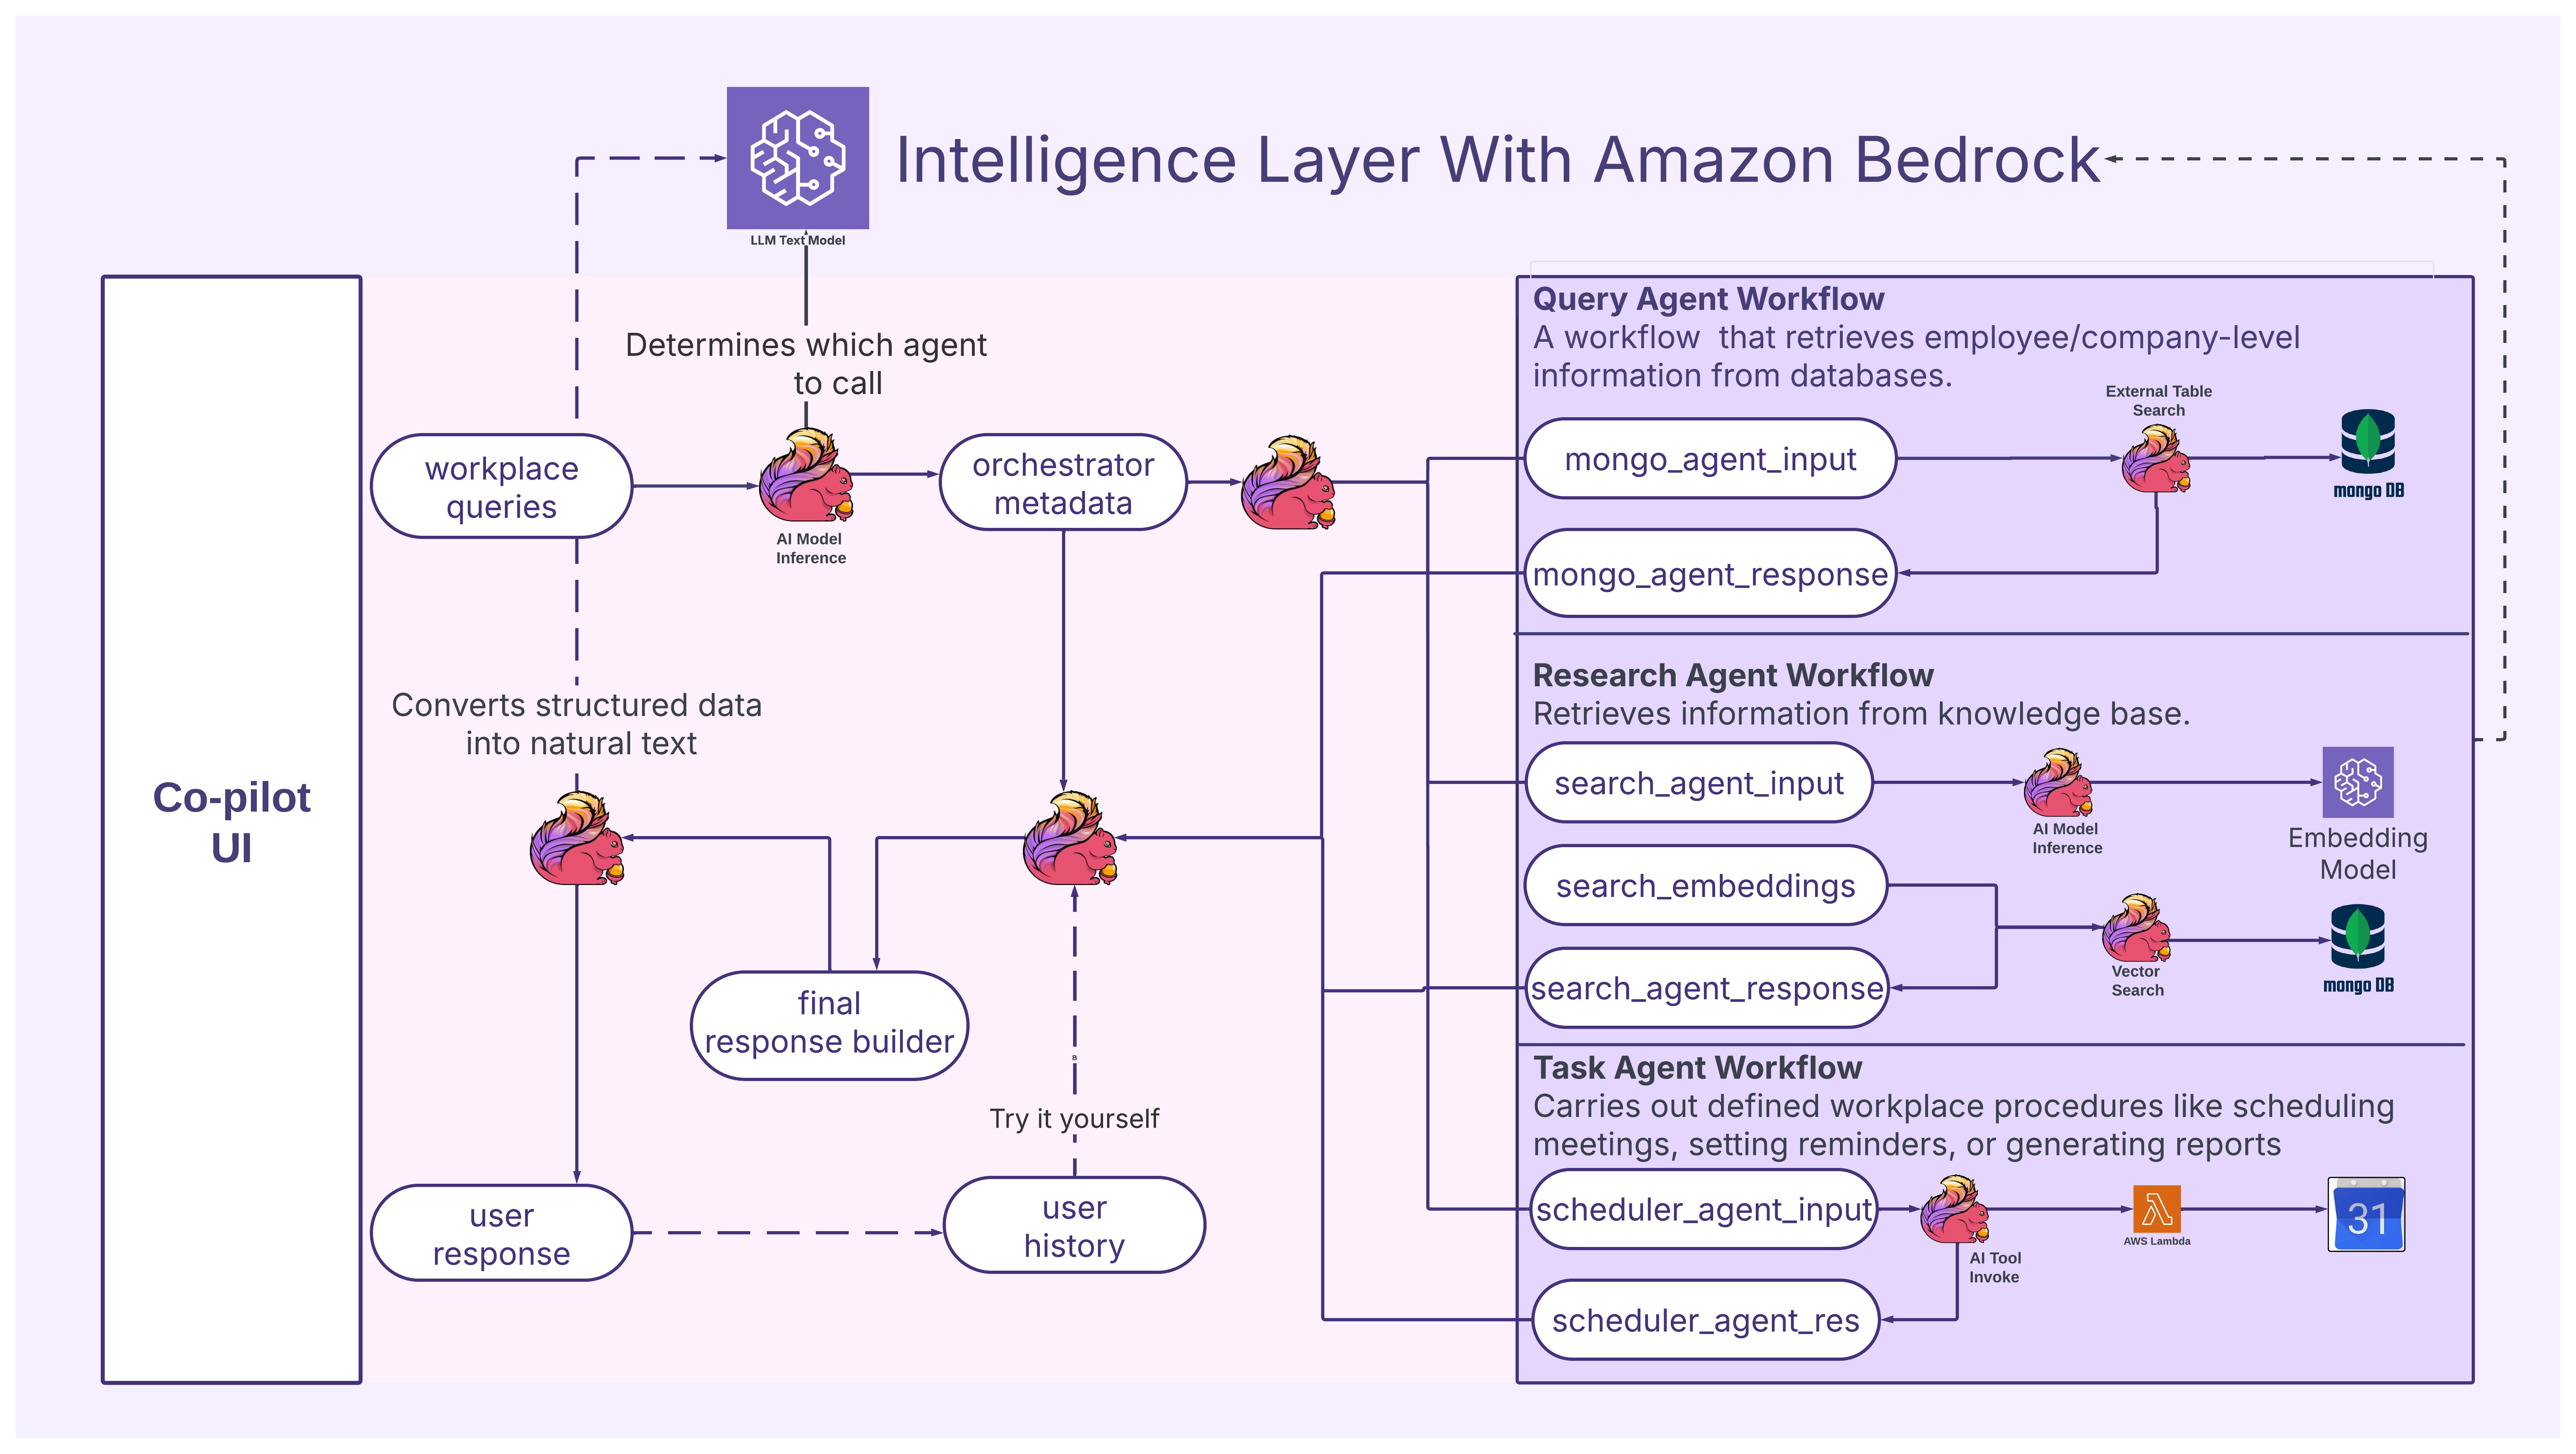 Intelligence Layer With Amazon Bedrock
LLM Text Model
Determines which agent
to call
Co-pilot
UI
workplace
queries
AI Model
Inference
orchestrator
metadata
Converts structured data
into natural text
final
response builder
B
Try it yourself
user
response
user
history
Query Agent Workflow
A workflow  that retrieves employee/company-level
information from databases.
External Table
Search
mongo_agent_input
mongo DB
mongo_agent_response
Research Agent Workflow
Retrieves information from knowledge base.
search_agent_input
AI Model
Inference
Embedding
Model
search_embeddings
search_agent_response
Vector
Search
mongo DB
Task Agent Workflow
Carries out defined workplace procedures like scheduling
meetings, setting reminders, or generating reports
scheduler_agent_input
AI Tool
Invoke
AWS Lambda
31
scheduler_agent_res